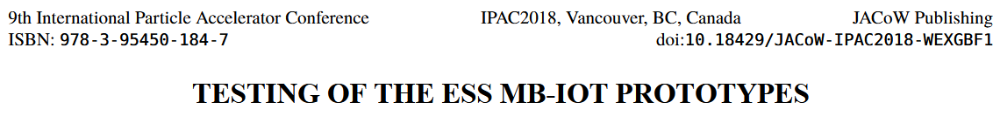 9th International Particle Accelerator Conference IPAC2018, Vancouver, BC, Canada JACoW Publishing
ISBN: 978-3-95450-184-7 doi:10.18429/JACoW-IPAC2018-WEXGBF1
TESTING OF THE ESS MB-IOT PROTOTYPES